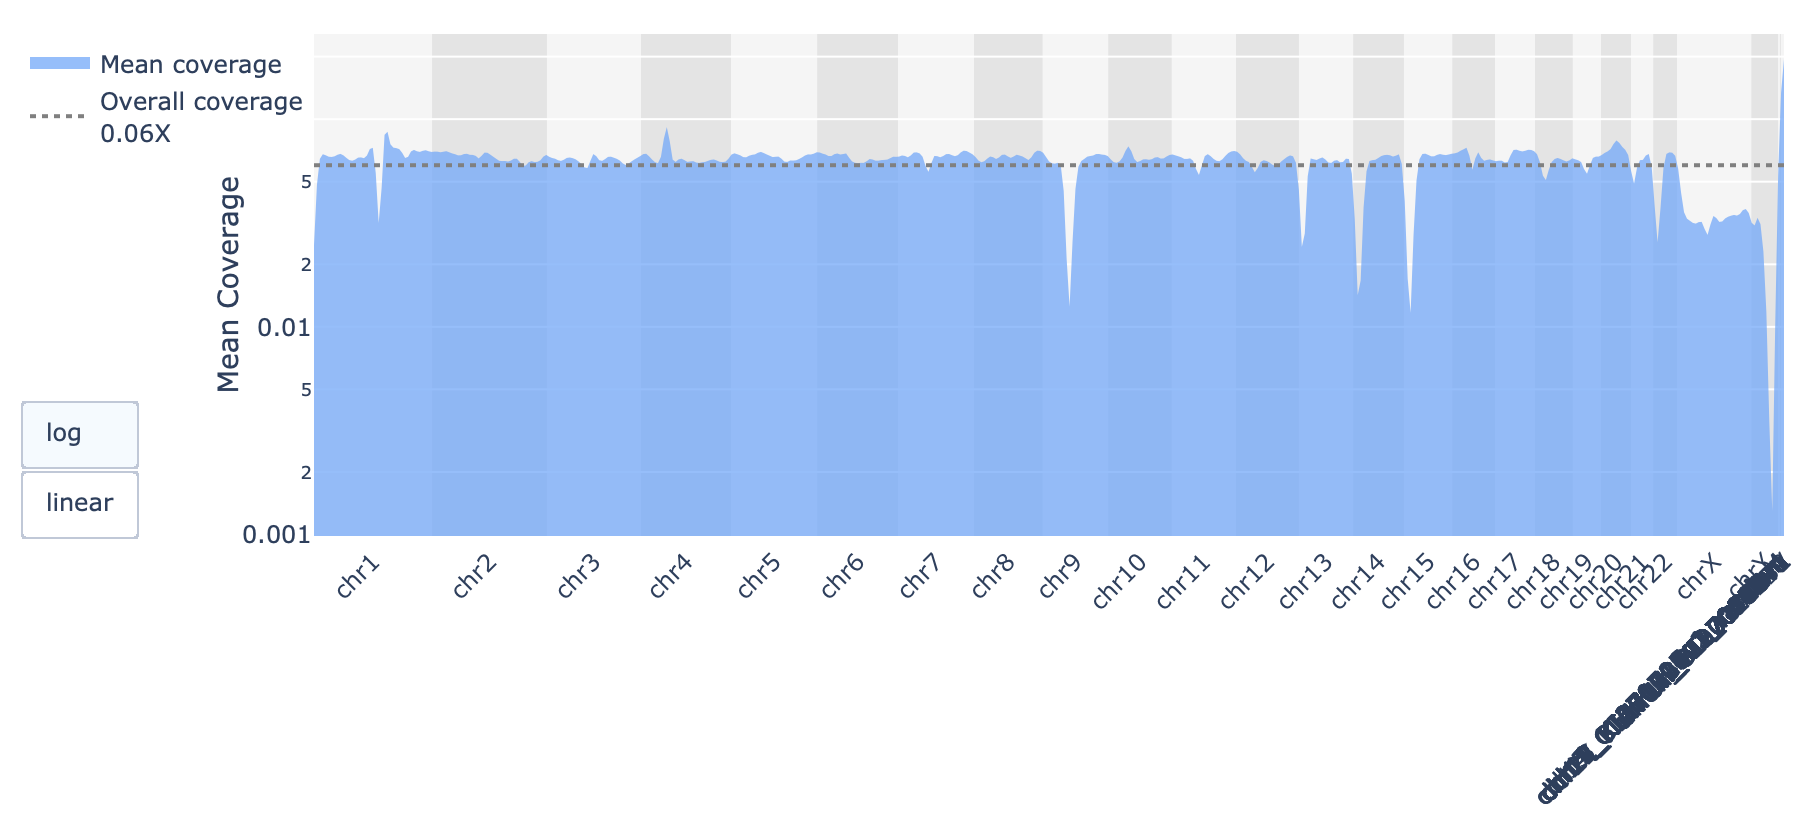 Mean coverage
Overall coverage
0.06X
Mean Coverage
5
2
0.01
5
2
0.001
log
linear
chr1
chr2
chr3
chr4
chr5
chr6
chr7
chr8
chr9
chr10
chr11
chr12
chr13
chr14
chr15
chr16
chr17
chr18
chr19
chr20
chr21
chr22
chrX